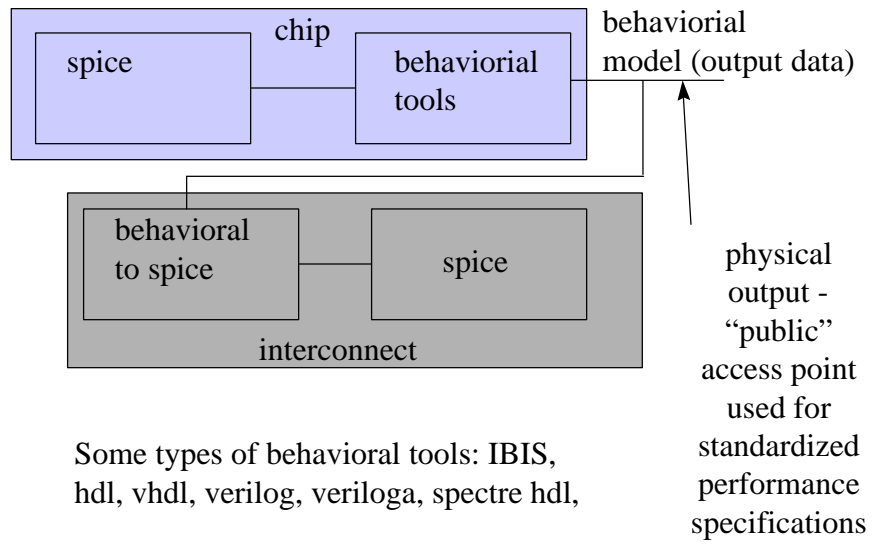 chip
spice
behaviorial
tools
behaviorial
model (output data)
behavioral
to spice
spice
interconnect
physical
output -
“public”
access point
used for
standardized
performance
specifications
Some types of behavioral tools: IBIS,
hdl, vhdl, verilog, veriloga, spectre hdl,